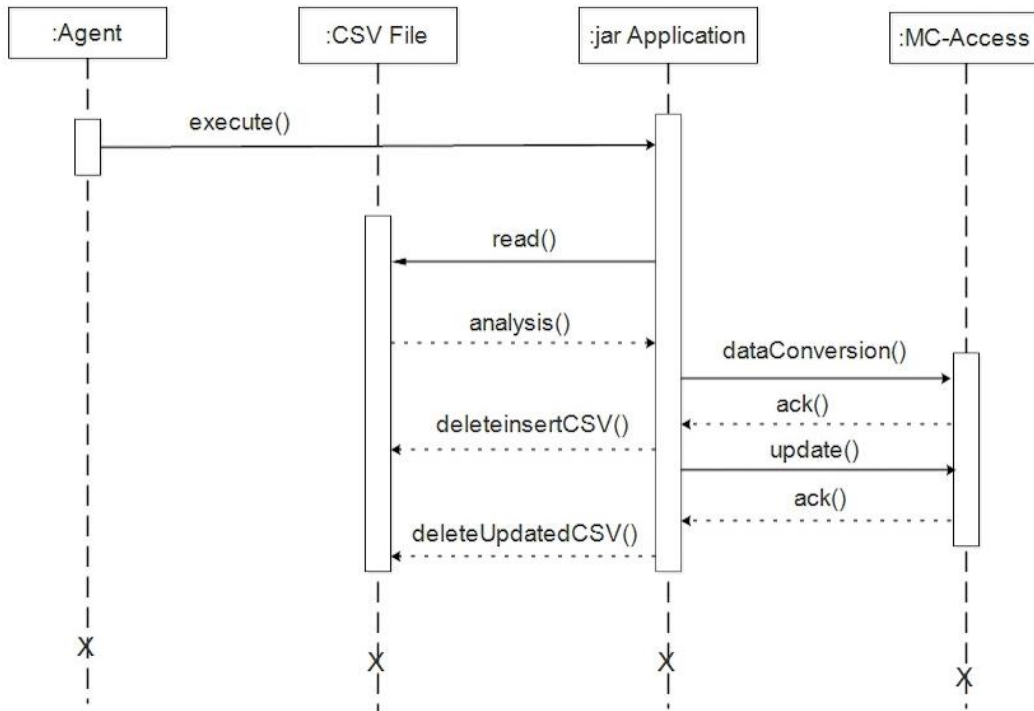 :Agent
:CSV File
:jar Application
:MC-Access
execute()
read()
analysis()
dataConversion()
ack()
deleteinsertCSV()
update()
ack()
deleteUpdatedCSV()
X
X
X
X